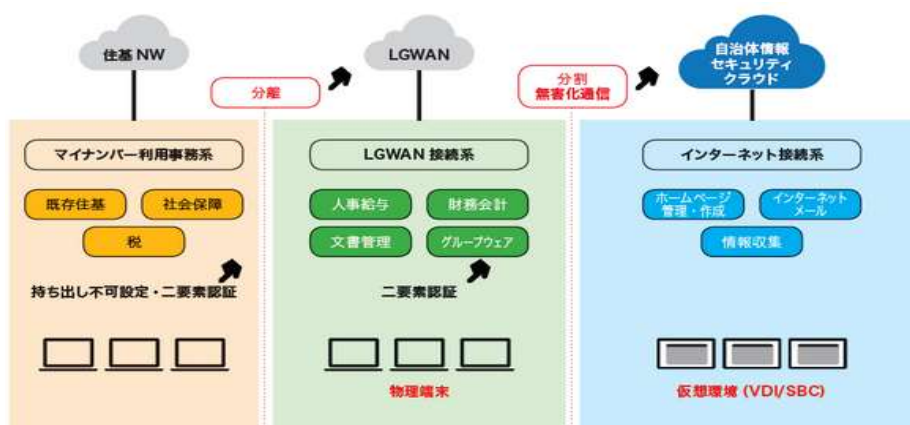 住基 NW
LGWAN
自治体情報
セキュリティ
クラウド
分離
分割
無害化通信
マイナンバー利用事務系
LGWAN 接続系
インターネット接続系
既存住基
社会保障
税
人事給与
財務会計
文書管理
グループウェア
ホームページ
管理・作成
インターネット
メール
情報収集
持ち出し不可設定・二要素認証
二要素認証
物理端末
仮想環境 (VDI/SBC)